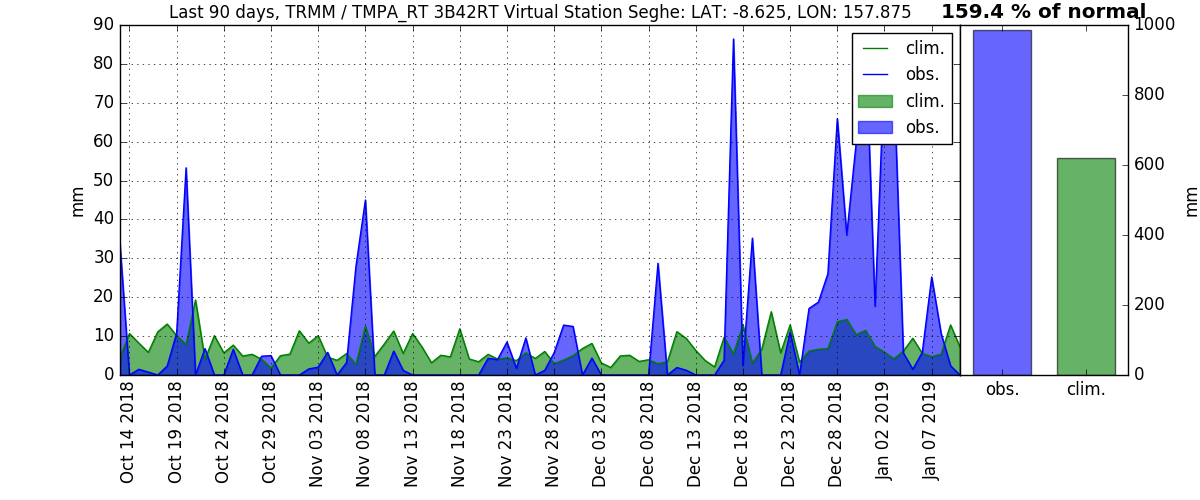 Last 90 days, TRMM / TMPA_RT 3B42RT Virtual Station Seghe: LAT: -8.625, LON: 157.875
159.4 % of normal
90
80
70
60
50
40
30
20
10
0
mm
clim.
obs.
clim.
obs.
Oct 14 2018
Oct 19 2018
Oct 24 2018
Oct 29 2018
Nov 03 2018
Nov 08 2018
Nov 13 2018
Nov 18 2018
Nov 23 2018
Nov 28 2018
Dec 03 2018
Dec 08 2018
Dec 13 2018
Dec 18 2018
Dec 23 2018
Dec 28 2018
Jan 02 2019
Jan 07 2019
1000
800
600
400
200
0
mm
obs.
clim.